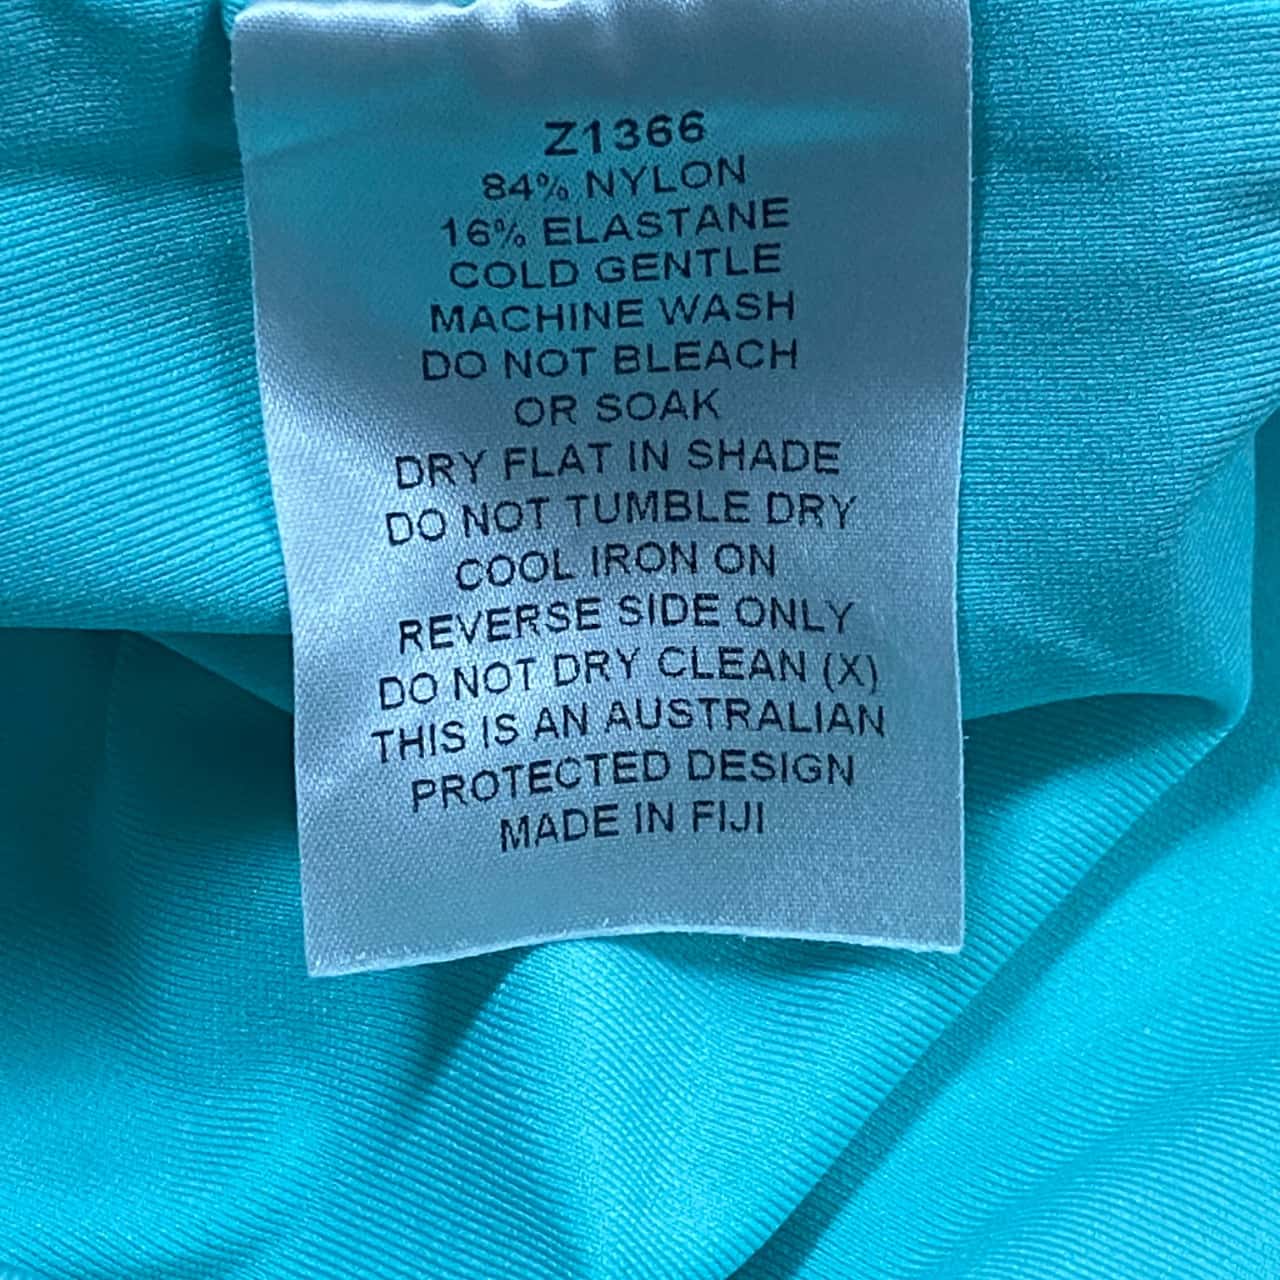 Z1366
84% NYLON
16% ELASTANE
COLD GENTLE
MACHINE WASH
DO NOT BLEACH
OR SOAK
DRY FLAT IN SHADE
DO NOT TUMBLE DRY
COOL IRON ON
REVERSE SIDE ONLY
DO NOT DRY CLEAN (X)
THIS IS AN AUSTRALIAN
PROTECTED DESIGN
MADE IN FIJI